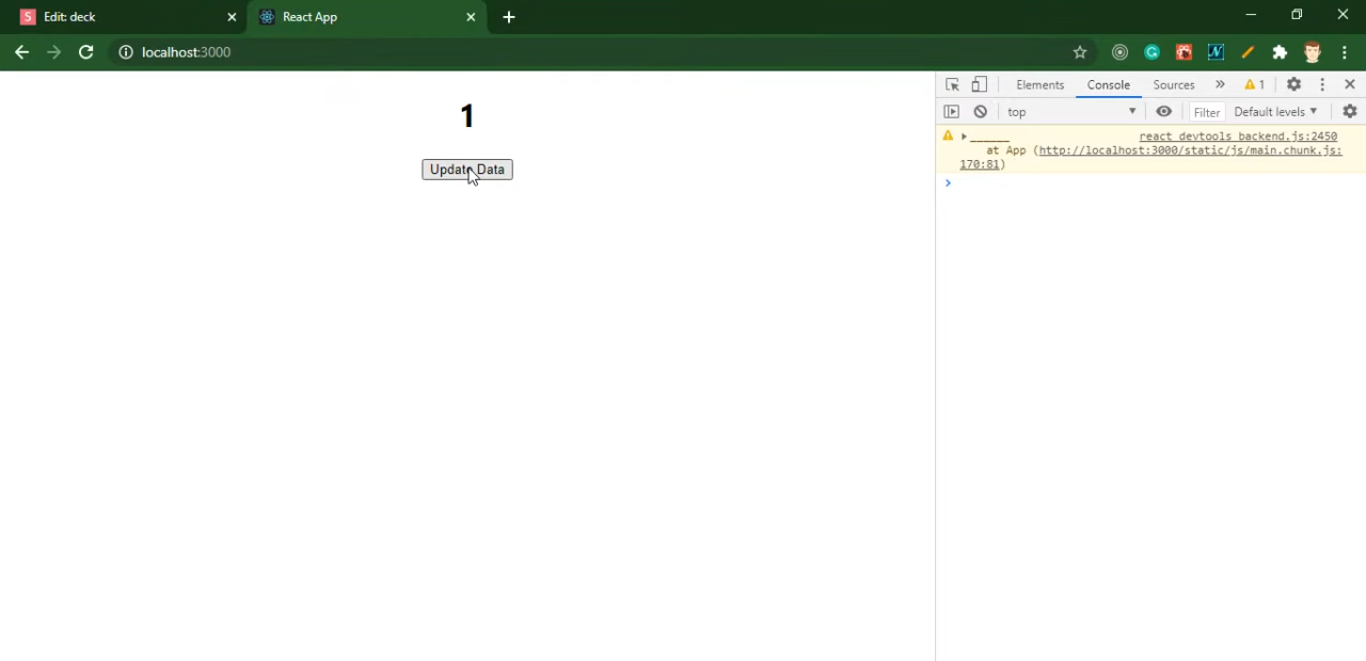 Edit: deck
React App
localhost:3000
Elements
Console
Sources
1
top
Filter
Default levels
______ react_devtools_backend.js:2450
at App (http://localhost:3000/static/js/main.chunk.js:
170:81)
1
Update Data